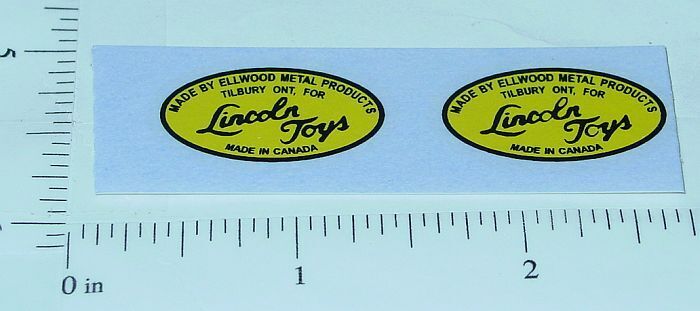 MADE BY ELLWOOD METAL PRODUCTS
TILBURY ONT, FOR
Lincoln
Toys
MADE IN CANADA
MADE BY ELLWOOD METAL PRODUCTS
TILBURY ONT, FOR
Lincoln
Toys
MADE IN CANADA
5
0 in 1 2